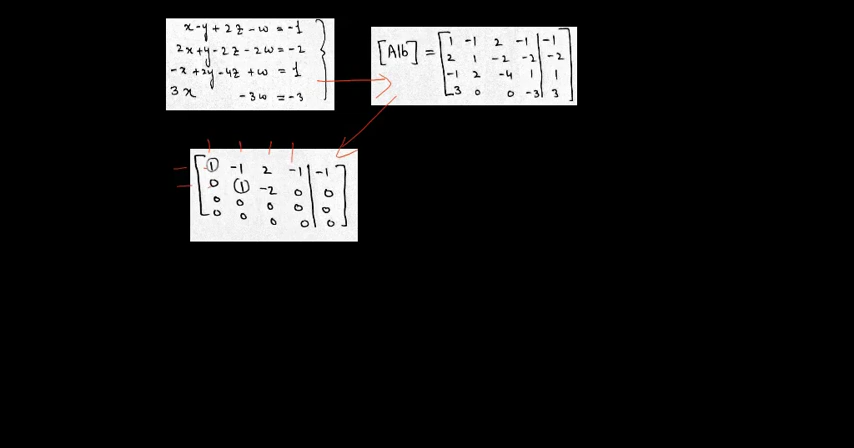 x-y+2z-w=-1
2x+y-2z-2w=-2
-x+2y-4z+w=1
3x -3w=-3
[A|b] = [1 -1 2 -1 | -1
2 1 -2 -2 | -2
-1 2 -4 1 | 1
3 0 0 -3 | 3]
[1 -1 2 -1 | -1
0 1 -2 0 | 0
0 0 0 0 | 0
0 0 0 0 | 0]